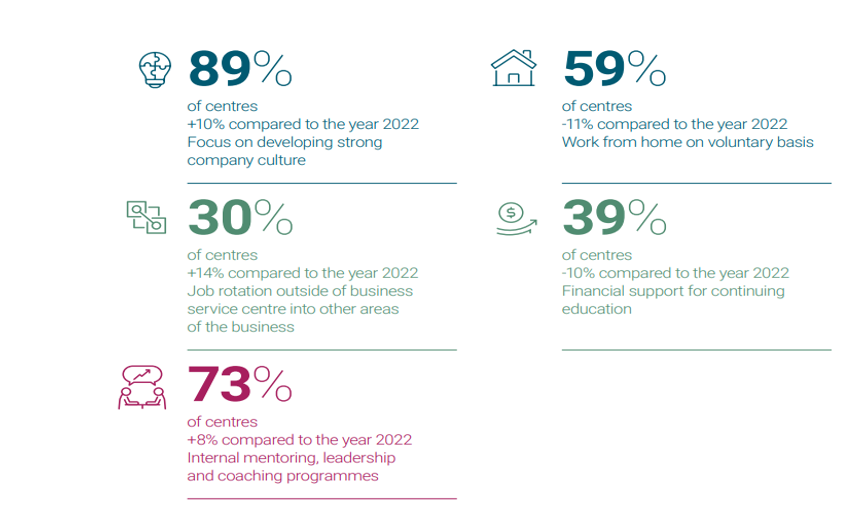 89%
of centres
+10% compared to the year 2022
Focus on developing strong
company culture
59%
of centres
-11% compared to the year 2022
Work from home on voluntary basis
30%
of centres
+14% compared to the year 2022
Job rotation outside of business
service centre into other areas
of the business
39%
of centres
-10% compared to the year 2022
Financial support for continuing
education
73%
of centres
+8% compared to the year 2022
Internal mentoring, leadership
and coaching programmes